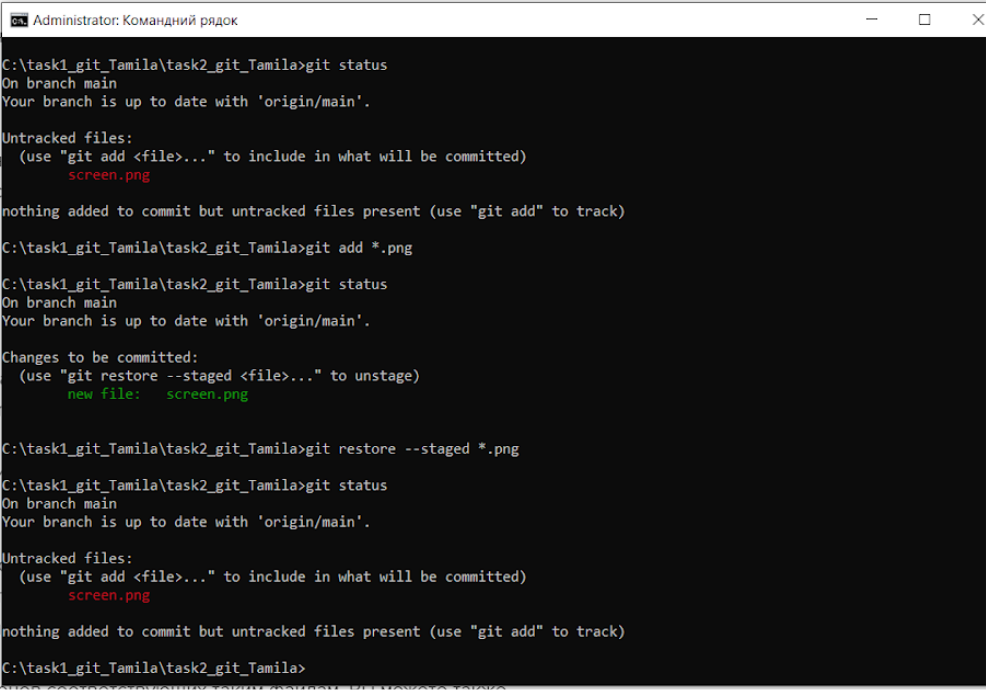 Administrator: Командний рядок
C:\task1_git_Tamila\task2_git_Tamila>git status
On branch main
Your branch is up to date with 'origin/main'.
Untracked files:
(use "git add <file>..." to include in what will be committed)
screen.png
nothing added to commit but untracked files present (use "git add" to track)
C:\task1_git_Tamila\task2_git_Tamila>git add *.png
C:\task1_git_Tamila\task2_git_Tamila>git status
On branch main
Your branch is up to date with 'origin/main'.
Changes to be committed:
(use "git restore --staged <file>..." to unstage)
new file:   screen.png
C:\task1_git_Tamila\task2_git_Tamila>git restore --staged *.png
C:\task1_git_Tamila\task2_git_Tamila>git status
On branch main
Your branch is up to date with 'origin/main'.
Untracked files:
(use "git add <file>..." to include in what will be committed)
screen.png
nothing added to commit but untracked files present (use "git add" to track)
C:\task1_git_Tamila\task2_git_Tamila>